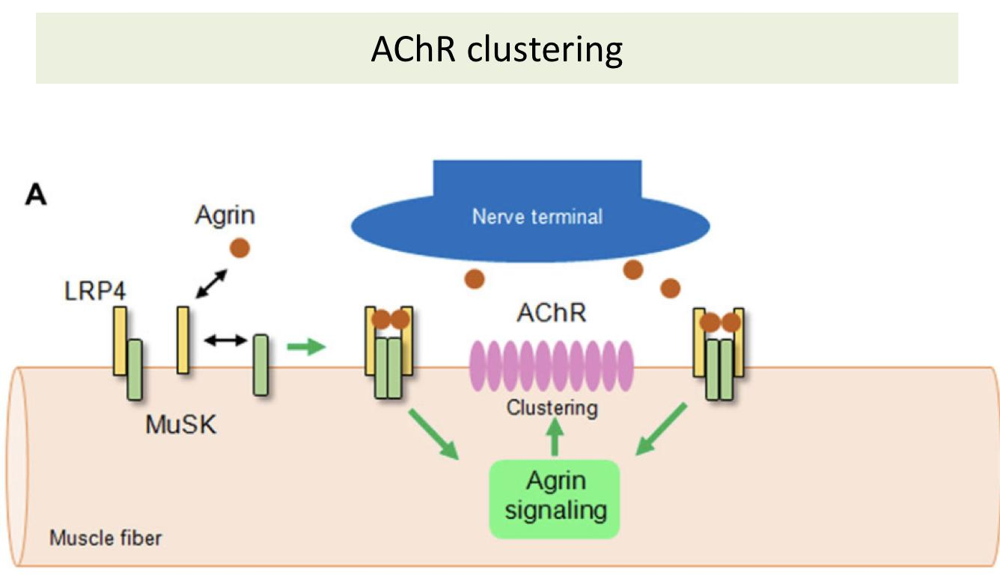 AChR clustering
A
Agrin
Nerve terminal
LRP4
AChR
Clustering
MuSK
Agrin
signaling
Muscle fiber